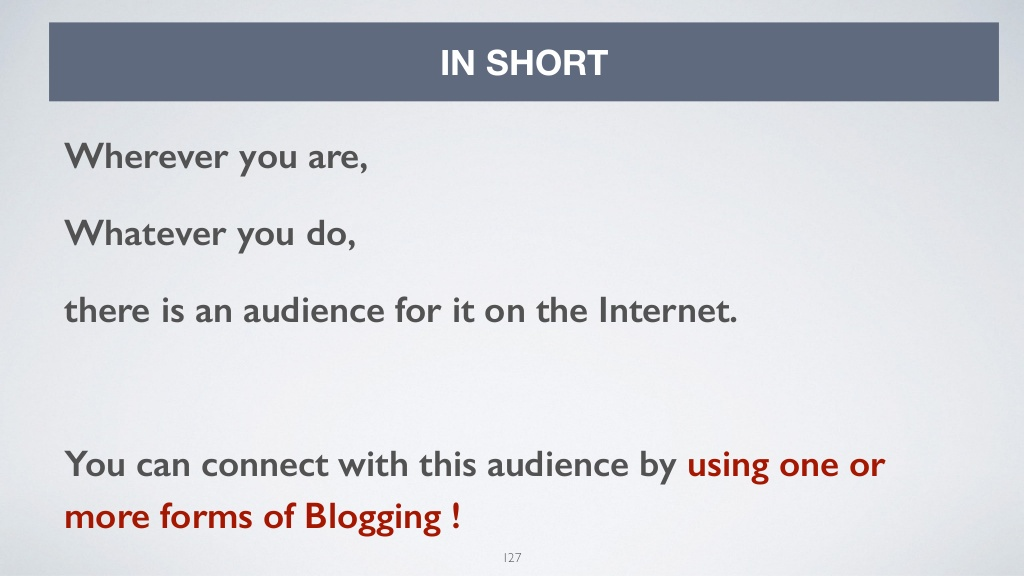 IN SHORT
Wherever you are,
Whatever you do,
there is an audience for it on the Internet.
You can connect with this audience by using one or
more forms of Blogging !
127